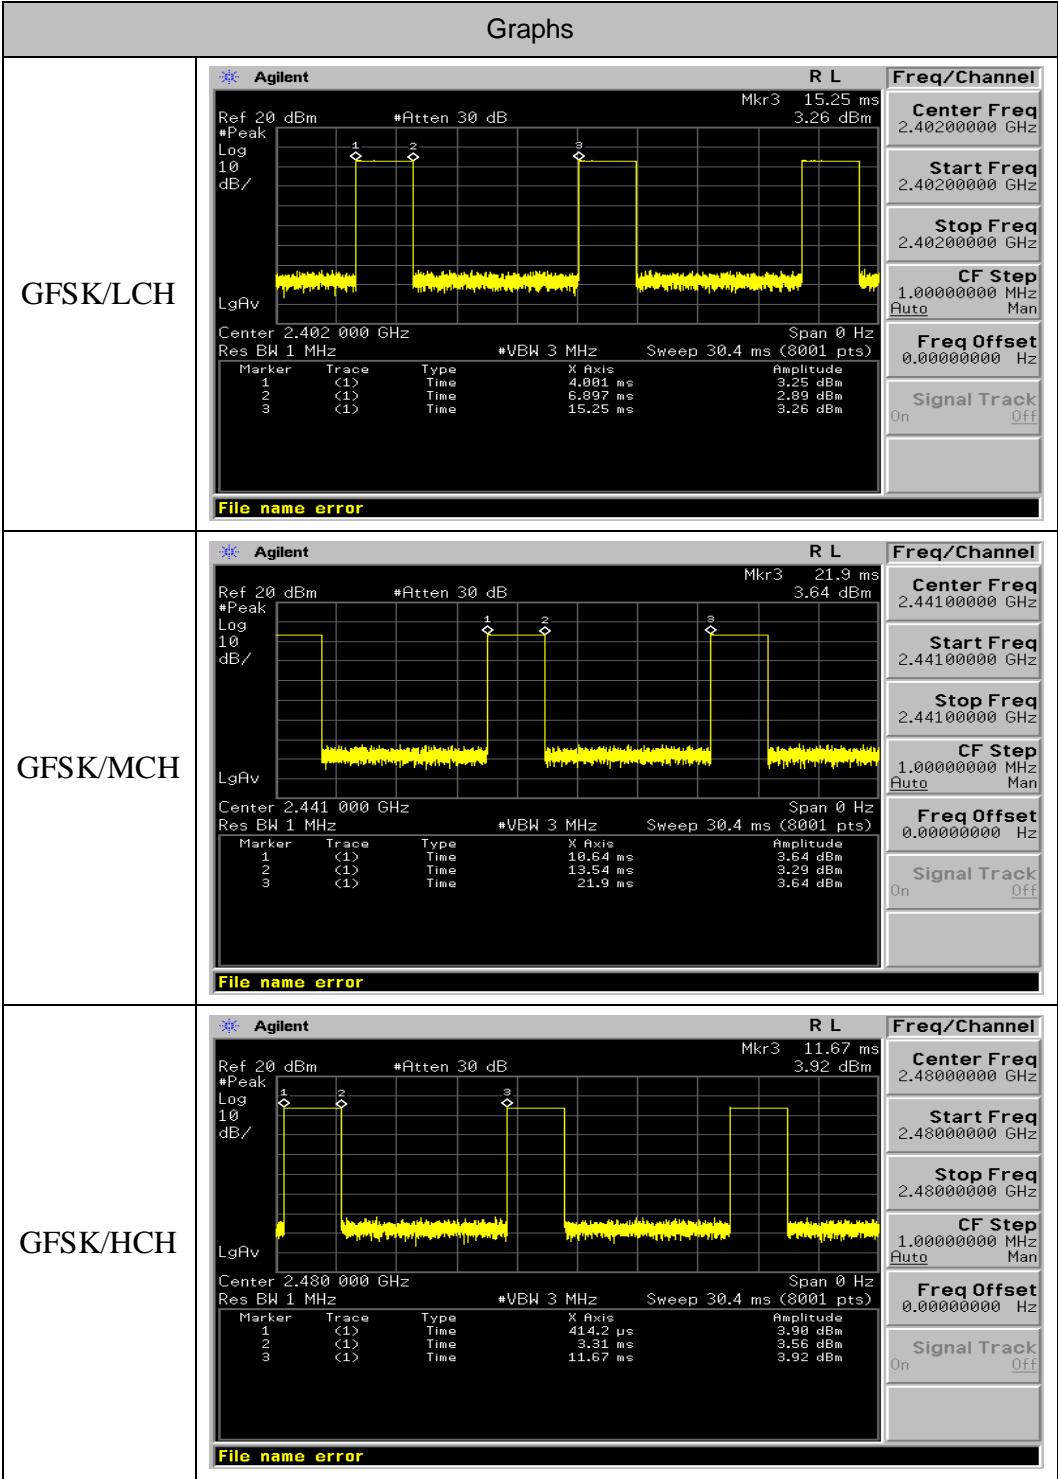 Graphs
GFSK/LCH
Agilent R L Freq/Channel
Mkr3 15.25 ms
Ref 20 dBm #Atten 30 dB 3.26 dBm
#Peak
Log
10
dB/
1 2 3
LgAv
Center 2.402 000 GHz Span 0 Hz
Res BW 1 MHz #VBW 3 MHz Sweep 30.4 ms (8001 pts)
Marker Trace Type X Axis Amplitude
1 (1) Time 4.001 ms 3.25 dBm
2 (1) Time 6.897 ms 2.89 dBm
3 (1) Time 15.25 ms 3.26 dBm
File name error
Center Freq
2.40200000 GHz
Start Freq
2.40200000 GHz
Stop Freq
2.40200000 GHz
CF Step
1.00000000 MHz
Auto Man
Freq Offset
0.00000000 Hz
Signal Track
On Off
GFSK/MCH
Agilent R L Freq/Channel
Mkr3 21.9 ms
Ref 20 dBm #Atten 30 dB 3.64 dBm
#Peak
Log
10
dB/
1 2 3
LgAv
Center 2.441 000 GHz Span 0 Hz
Res BW 1 MHz #VBW 3 MHz Sweep 30.4 ms (8001 pts)
Marker Trace Type X Axis Amplitude
1 (1) Time 10.64 ms 3.64 dBm
2 (1) Time 13.54 ms 3.29 dBm
3 (1) Time 21.9 ms 3.64 dBm
File name error
Center Freq
2.44100000 GHz
Start Freq
2.44100000 GHz
Stop Freq
2.44100000 GHz
CF Step
1.00000000 MHz
Auto Man
Freq Offset
0.00000000 Hz
Signal Track
On Off
GFSK/HCH
Agilent R L Freq/Channel
Mkr3 11.67 ms
Ref 20 dBm #Atten 30 dB 3.92 dBm
#Peak
Log
10
dB/
1 2 3
LgAv
Center 2.480 000 GHz Span 0 Hz
Res BW 1 MHz #VBW 3 MHz Sweep 30.4 ms (8001 pts)
Marker Trace Type X Axis Amplitude
1 (1) Time 414.2 µs 3.90 dBm
2 (1) Time 3.31 ms 3.56 dBm
3 (1) Time 11.67 ms 3.92 dBm
File name error
Center Freq
2.48000000 GHz
Start Freq
2.48000000 GHz
Stop Freq
2.48000000 GHz
CF Step
1.00000000 MHz
Auto Man
Freq Offset
0.00000000 Hz
Signal Track
On Off